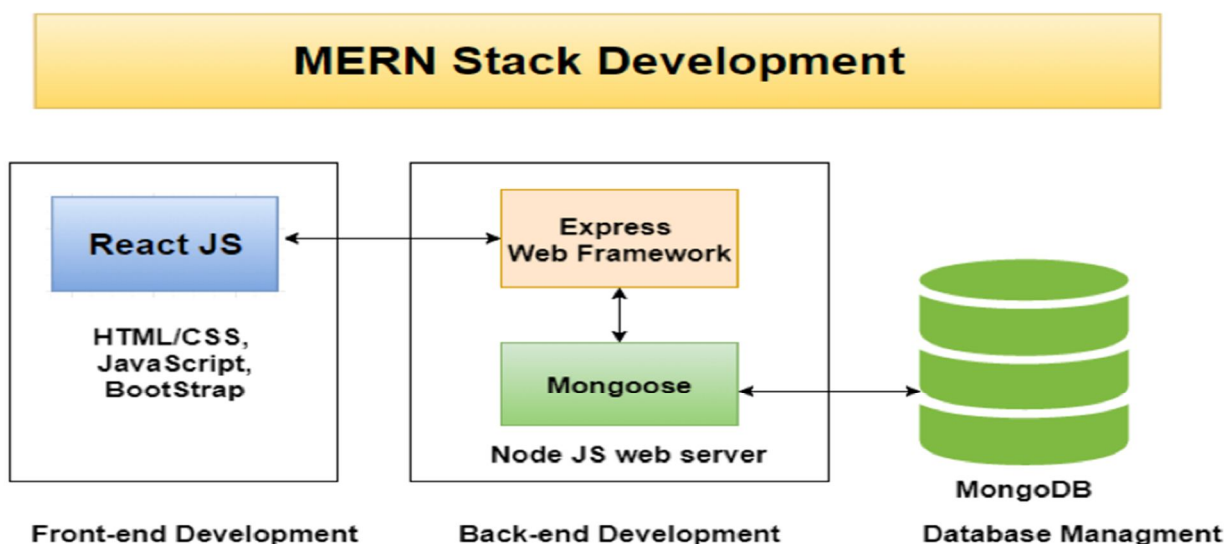 MERN Stack Development
React JS
HTML/CSS,
JavaScript,
BootStrap
Express
Web Framework
Mongoose
Node JS web server
MongoDB
Front-end Development
Back-end Development
Database Managment